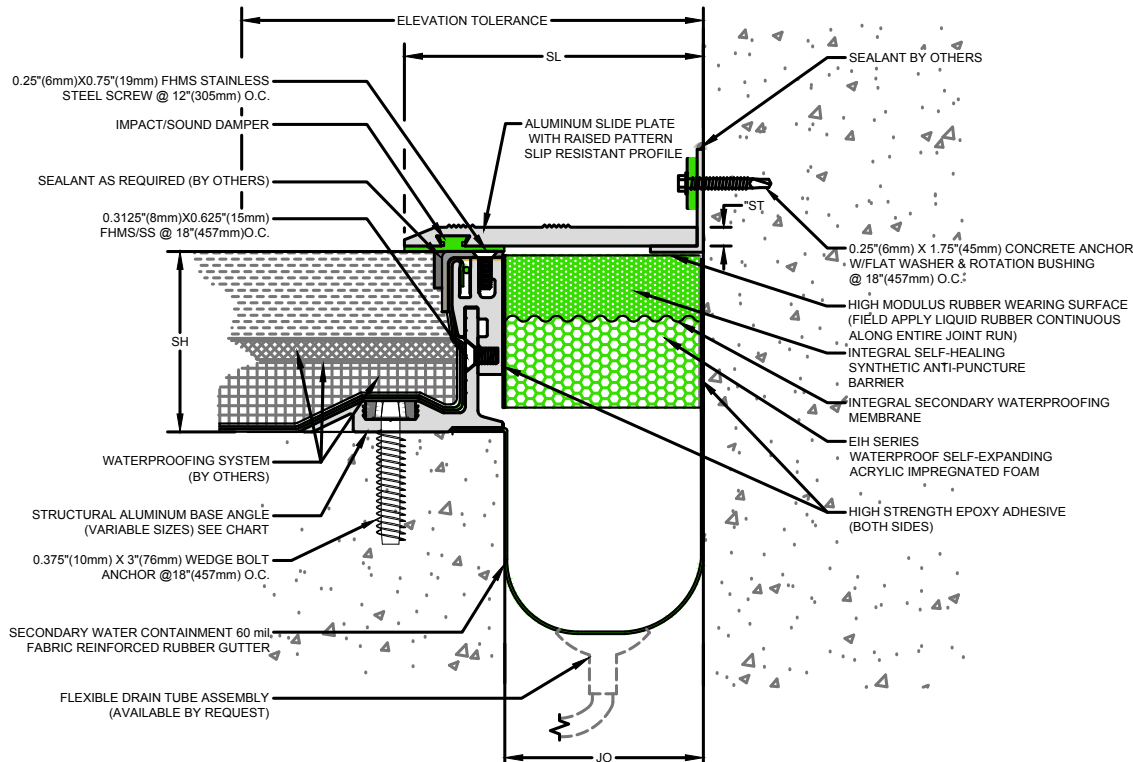 ELEVATION TOLERANCE
SL
0.25"(6mm)X0.75"(19mm) FHMS STAINLESS
STEEL SCREW @ 12"(305mm) O.C.
IMPACT/SOUND DAMPER
SEALANT AS REQUIRED (BY OTHERS)
0.3125"(8mm)X0.625"(15mm)
FHMS/SS @ 18"(457mm)O.C.
SH
WATERPROOFING SYSTEM
(BY OTHERS)
STRUCTURAL ALUMINUM BASE ANGLE
(VARIABLE SIZES) SEE CHART
0.375"(10mm) X 3"(76mm) WEDGE BOLT
ANCHOR @18"(457mm) O.C.
SECONDARY WATER CONTAINMENT 60 mil
FABRIC REINFORCED RUBBER GUTTER
FLEXIBLE DRAIN TUBE ASSEMBLY
(AVAILABLE BY REQUEST)
JO
ALUMINUM SLIDE PLATE
WITH RAISED PATTERN
SLIP RESISTANT PROFILE
SEALANT BY OTHERS
"ST
0.25"(6mm) X 1.75"(45mm) CONCRETE ANCHOR
W/FLAT WASHER & ROTATION BUSHING
@ 18"(457mm) O.C.
HIGH MODULUS RUBBER WEARING SURFACE
(FIELD APPLY LIQUID RUBBER CONTINUOUS
ALONG ENTIRE JOINT RUN)
INTEGRAL SELF-HEALING
SYNTHETIC ANTI-PUNCTURE
BARRIER
INTEGRAL SECONDARY WATERPROOFING
MEMBRANE
EIH SERIES
WATERPROOF SELF-EXPANDING
ACRYLIC IMPREGNATED FOAM
HIGH STRENGTH EPOXY ADHESIVE
(BOTH SIDES)